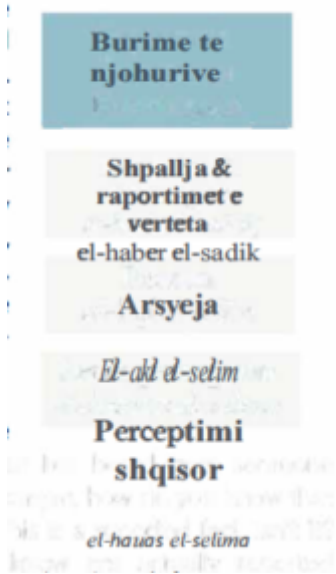 Burime te
njohurive
Shpallja &
raportimet e
verteta
el-haber el-sadik
Arsyeja
El-akl el-selim
Perceptimi
shqisor
el-hauas el-selima